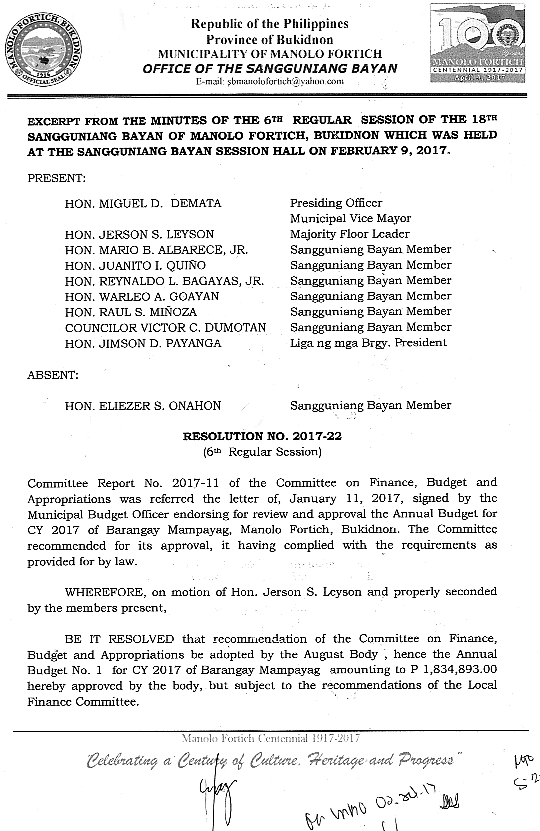 Republic of the Philippines
Province of Bukidnon
MUNICIPALITY OF MANOLO FORTICH
OFFICE OF THE SANGGUNIANG BAYAN
E-mail: sbmanolofortich@yahoo.com
MANOLO FORTICH, BUKIDNON
1914
OFFICIAL SEAL
100
MANOLO FORTICH
CENTENNIAL 1917-2017
EXCERPT FROM THE MINUTES OF THE 6TH REGULAR SESSION OF THE 18TH
SANGGUNIANG BAYAN OF MANOLO FORTICH, BUKIDNON WHICH WAS HELD
AT THE SANGGUNIANG BAYAN SESSION HALL ON FEBRUARY 9, 2017.
PRESENT:
HON. MIGUEL D. DEMATA Presiding Officer
Municipal Vice Mayor
HON. JERSON S. LEYSON Majority Floor Leader
HON. MARIO B. ALBARECE, JR. Sangguniang Bayan Member
HON. JUANITO I. QUIÑO Sangguniang Bayan Member
HON. REYNALDO L. BAGAYAS, JR. Sangguniang Bayan Member
HON. WARLEO A. GOAYAN Sangguniang Bayan Member
HON. RAUL S. MIÑOZA Sangguniang Bayan Member
COUNCILOR VICTOR C. DUMOTAN Sangguniang Bayan Member
HON. JIMSON D. PAYANGA Liga ng mga Brgy. President
ABSENT:
HON. ELIEZER S. ONAHON Sangguniang Bayan Member
RESOLUTION NO. 2017-22
(6th Regular Session)
Committee Report No. 2017-11 of the Committee on Finance, Budget and
Appropriations was referred the letter of, January 11, 2017, signed by the
Municipal Budget Officer endorsing for review and approval the Annual Budget for
CY 2017 of Barangay Mampayag, Manolo Fortich, Bukidnon. The Committee
recommended for its approval, it having complied with the requirements as
provided for by law.
WHEREFORE, on motion of Hon. Jerson S. Leyson and properly seconded
by the members present,
BE IT RESOLVED that recommendation of the Committee on Finance,
Budget and Appropriations be adopted by the August Body , hence the Annual
Budget No. 1 for CY 2017 of Barangay Mampayag amounting to P 1,834,893.00
hereby approved by the body, but subject to the recommendations of the Local
Finance Committee.
Manolo Fortich Centennial 1917-2017
"Celebrating a Century of Culture, Heritage and Progress"